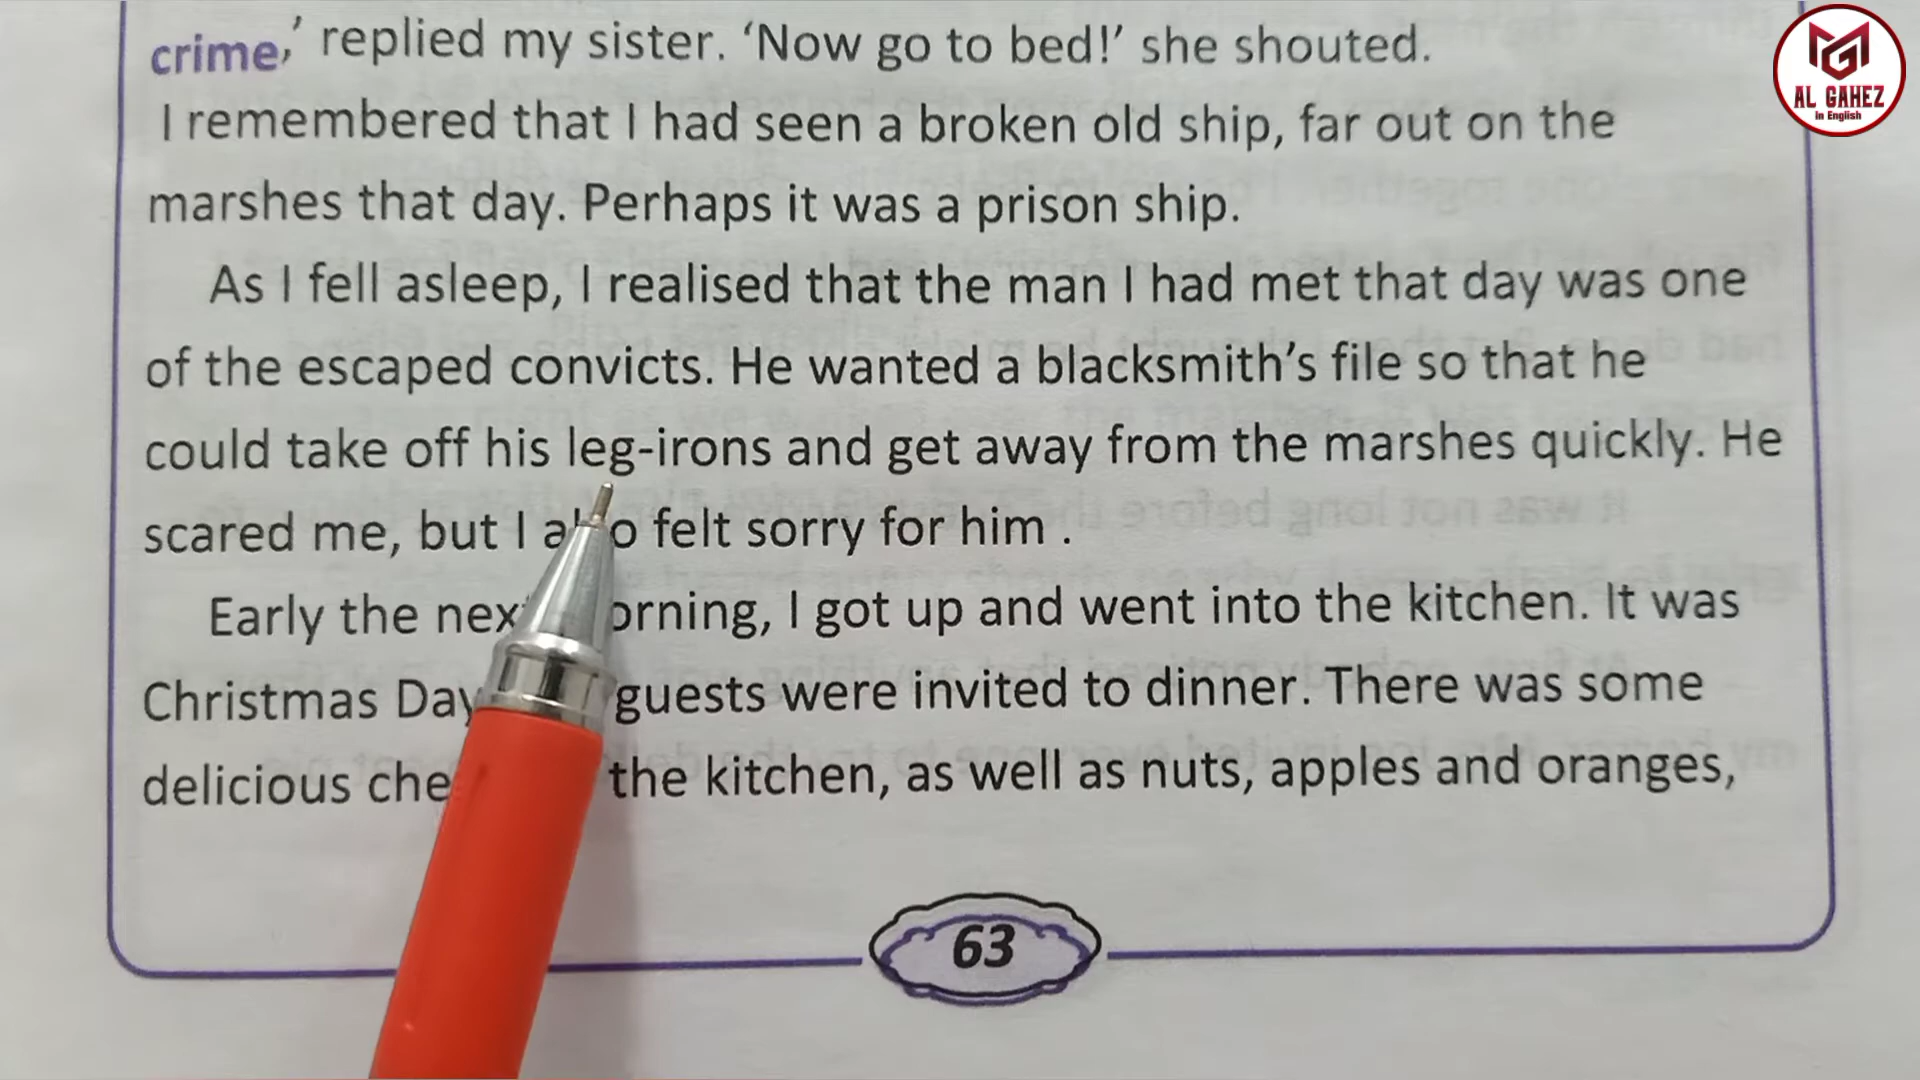 crime,’ replied my sister. ‘Now go to bed!’ she shouted.
I remembered that I had seen a broken old ship, far out on the
marshes that day. Perhaps it was a prison ship.
As I fell asleep, I realised that the man I had met that day was one
of the escaped convicts. He wanted a blacksmith’s file so that he
could take off his leg-irons and get away from the marshes quickly. He
scared me, but I also felt sorry for him .
Early the next morning, I got up and went into the kitchen. It was
Christmas Day guests were invited to dinner. There was some
delicious the kitchen, as well as nuts, apples and oranges,
63
MG
AL GAHEZ
In English